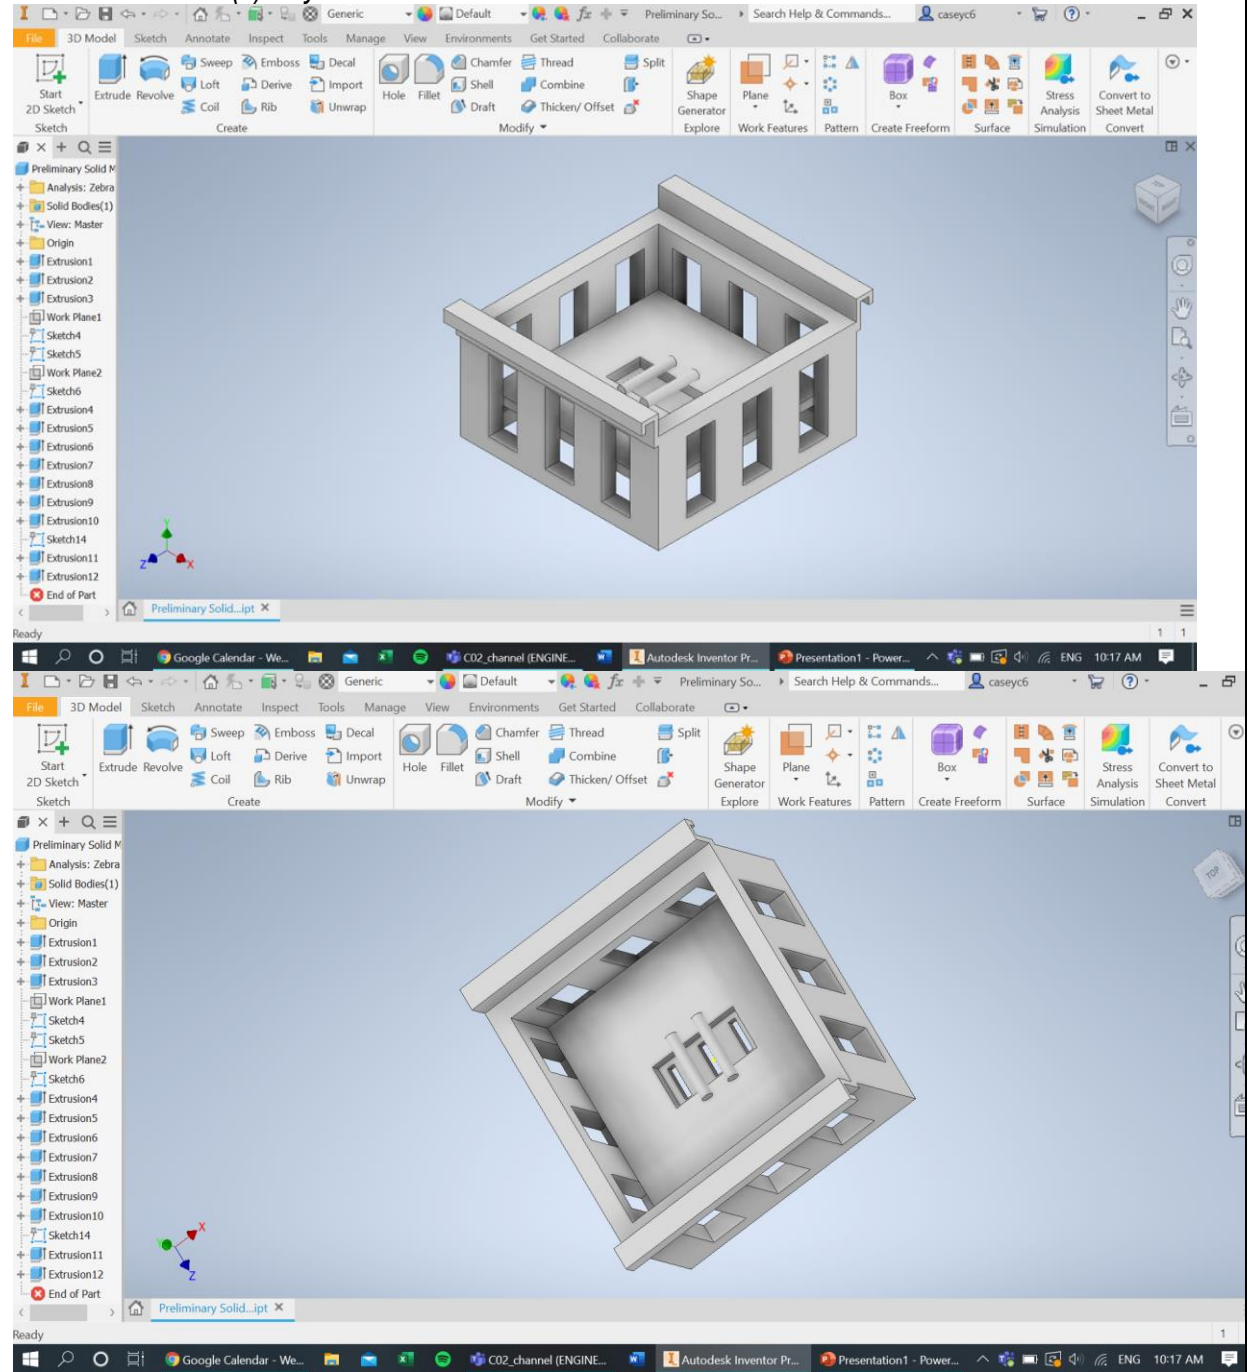 Generic Default fx Preliminary So... Search Help & Commands... caseyc6
File 3D Model Sketch Annotate Inspect Tools Manage View Environments Get Started Collaborate
Start 2D Sketch Extrude Revolve Sweep Emboss Decal Hole Fillet Chamfer Thread Split Shape Generator Plane Box Stress Analysis Convert to Sheet Metal
Loft Derive Import Shell Combine
Coil Rib Unwrap Draft Thicken/ Offset
Sketch Create Modify Explore Work Features Pattern Create Freeform Surface Simulation Convert
Preliminary Solid M
Analysis: Zebra
Solid Bodies(1)
View: Master
Origin
Extrusion1
Extrusion2
Extrusion3
Work Plane1
Sketch4
Sketch5
Work Plane2
Sketch6
Extrusion4
Extrusion5
Extrusion6
Extrusion7
Extrusion8
Extrusion9
Extrusion10
Sketch14
Extrusion11
Extrusion12
End of Part
Y
Z X
Preliminary Solid...ipt
Ready 1 1
Google Calendar - We... C02_channel (ENGINE... Autodesk Inventor Pr... Presentation1 - Power... ENG 10:17 AM
Generic Default fx Preliminary So... Search Help & Commands... caseyc6
File 3D Model Sketch Annotate Inspect Tools Manage View Environments Get Started Collaborate
Start 2D Sketch Extrude Revolve Sweep Emboss Decal Hole Fillet Chamfer Thread Split Shape Generator Plane Box Stress Analysis Convert to Sheet Metal
Loft Derive Import Shell Combine
Coil Rib Unwrap Draft Thicken/ Offset
Sketch Create Modify Explore Work Features Pattern Create Freeform Surface Simulation Convert
Preliminary Solid M
Analysis: Zebra
TOP
Solid Bodies(1)
View: Master
Origin
Extrusion1
Extrusion2
Extrusion3
Work Plane1
Sketch4
Sketch5
Work Plane2
Sketch6
Extrusion4
Extrusion5
Extrusion6
Extrusion7
Extrusion8
Extrusion9
Extrusion10
Sketch14
Extrusion11
Extrusion12
End of Part
X
Z
Preliminary Solid...ipt
Ready 1
Google Calendar - We... C02_channel (ENGINE... Autodesk Inventor Pr... Presentation1 - Power... ENG 10:17 AM